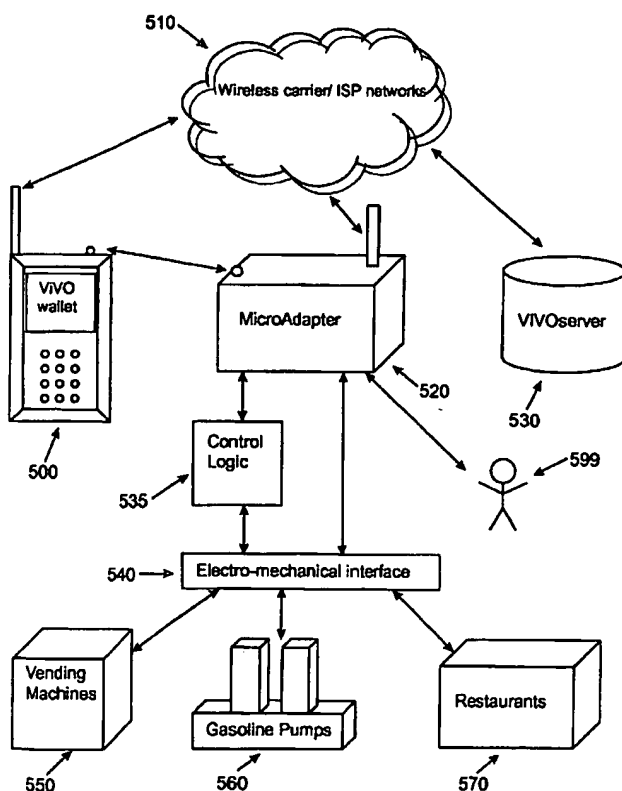 510
Wireless carrier/ ISP networks
ViVO
wallet
MicroAdapter
VIVOserver
520
530
500
Control
Logic
599
535
540
Electro-mechanical interface
Vending
Machines
Restaurants
Gasoline Pumps
550
560
570